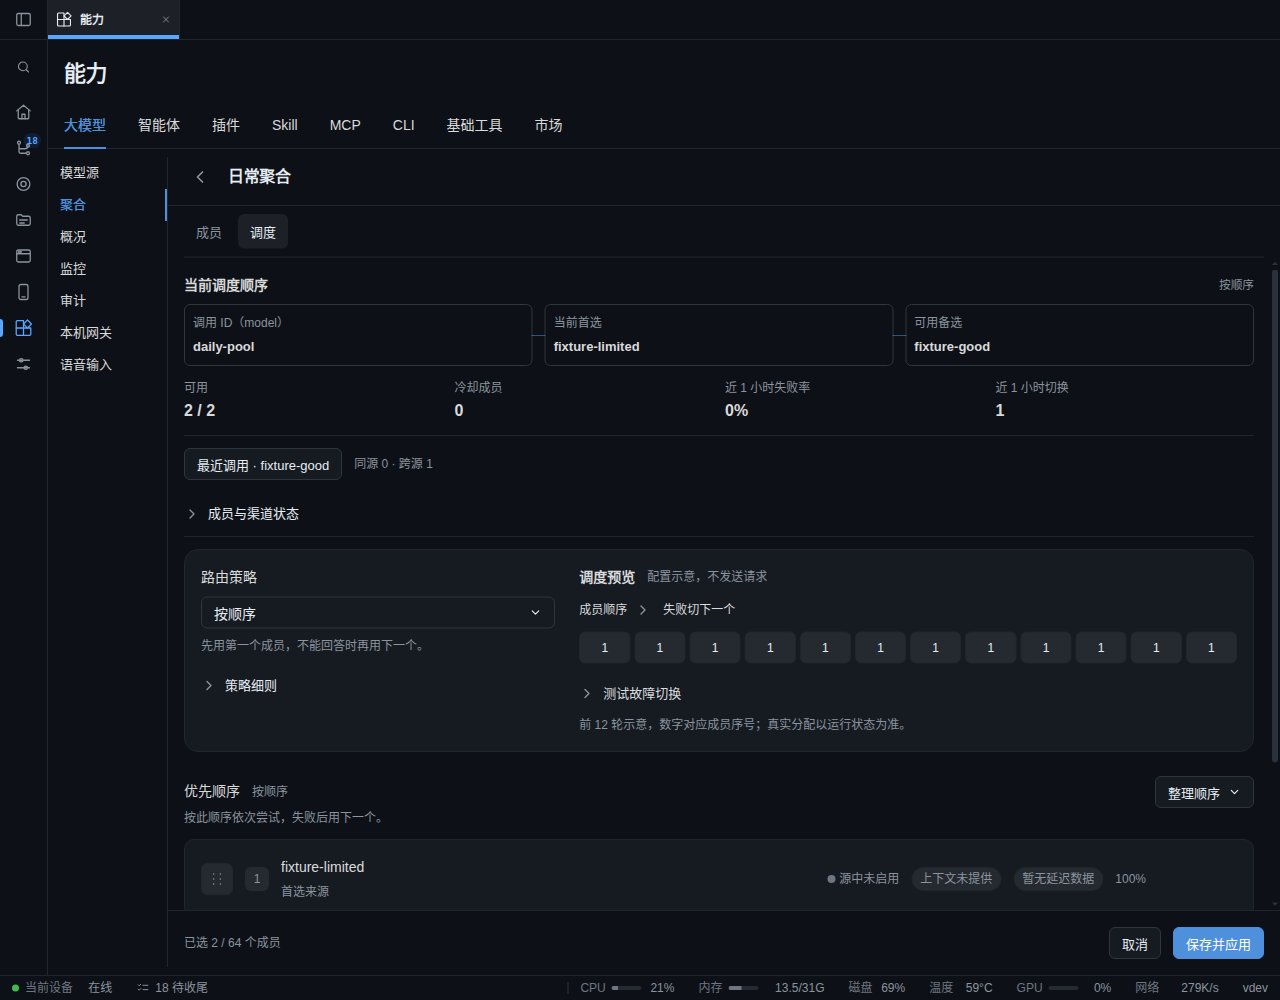 能力 ×
能力
大模型 智能体 插件 Skill MCP CLI 基础工具 市场
18
模型源
聚合
概况
监控
审计
本机网关
语音输入
日常聚合
成员 调度
当前调度顺序 按顺序
调用 ID（model） 当前首选 可用备选
daily-pool fixture-limited fixture-good
可用 冷却成员 近 1 小时失败率 近 1 小时切换
2 / 2 0 0% 1
最近调用 · fixture-good 同源 0 · 跨源 1
成员与渠道状态
路由策略 调度预览 配置示意，不发送请求
按顺序 成员顺序 失败切下一个
先用第一个成员，不能回答时再用下一个。 1 1 1 1 1 1 1 1 1 1 1 1
策略细则 测试故障切换
前 12 轮示意，数字对应成员序号；真实分配以运行状态为准。
优先顺序 按顺序 整理顺序
按此顺序依次尝试，失败后用下一个。
1 fixture-limited 源中未启用 上下文未提供 暂无延迟数据 100%
首选来源
已选 2 / 64 个成员 取消 保存并应用
当前设备 在线 18 待收尾 CPU 21% 内存 13.5/31G 磁盘 69% 温度 59°C GPU 0% 网络 279K/s vdev